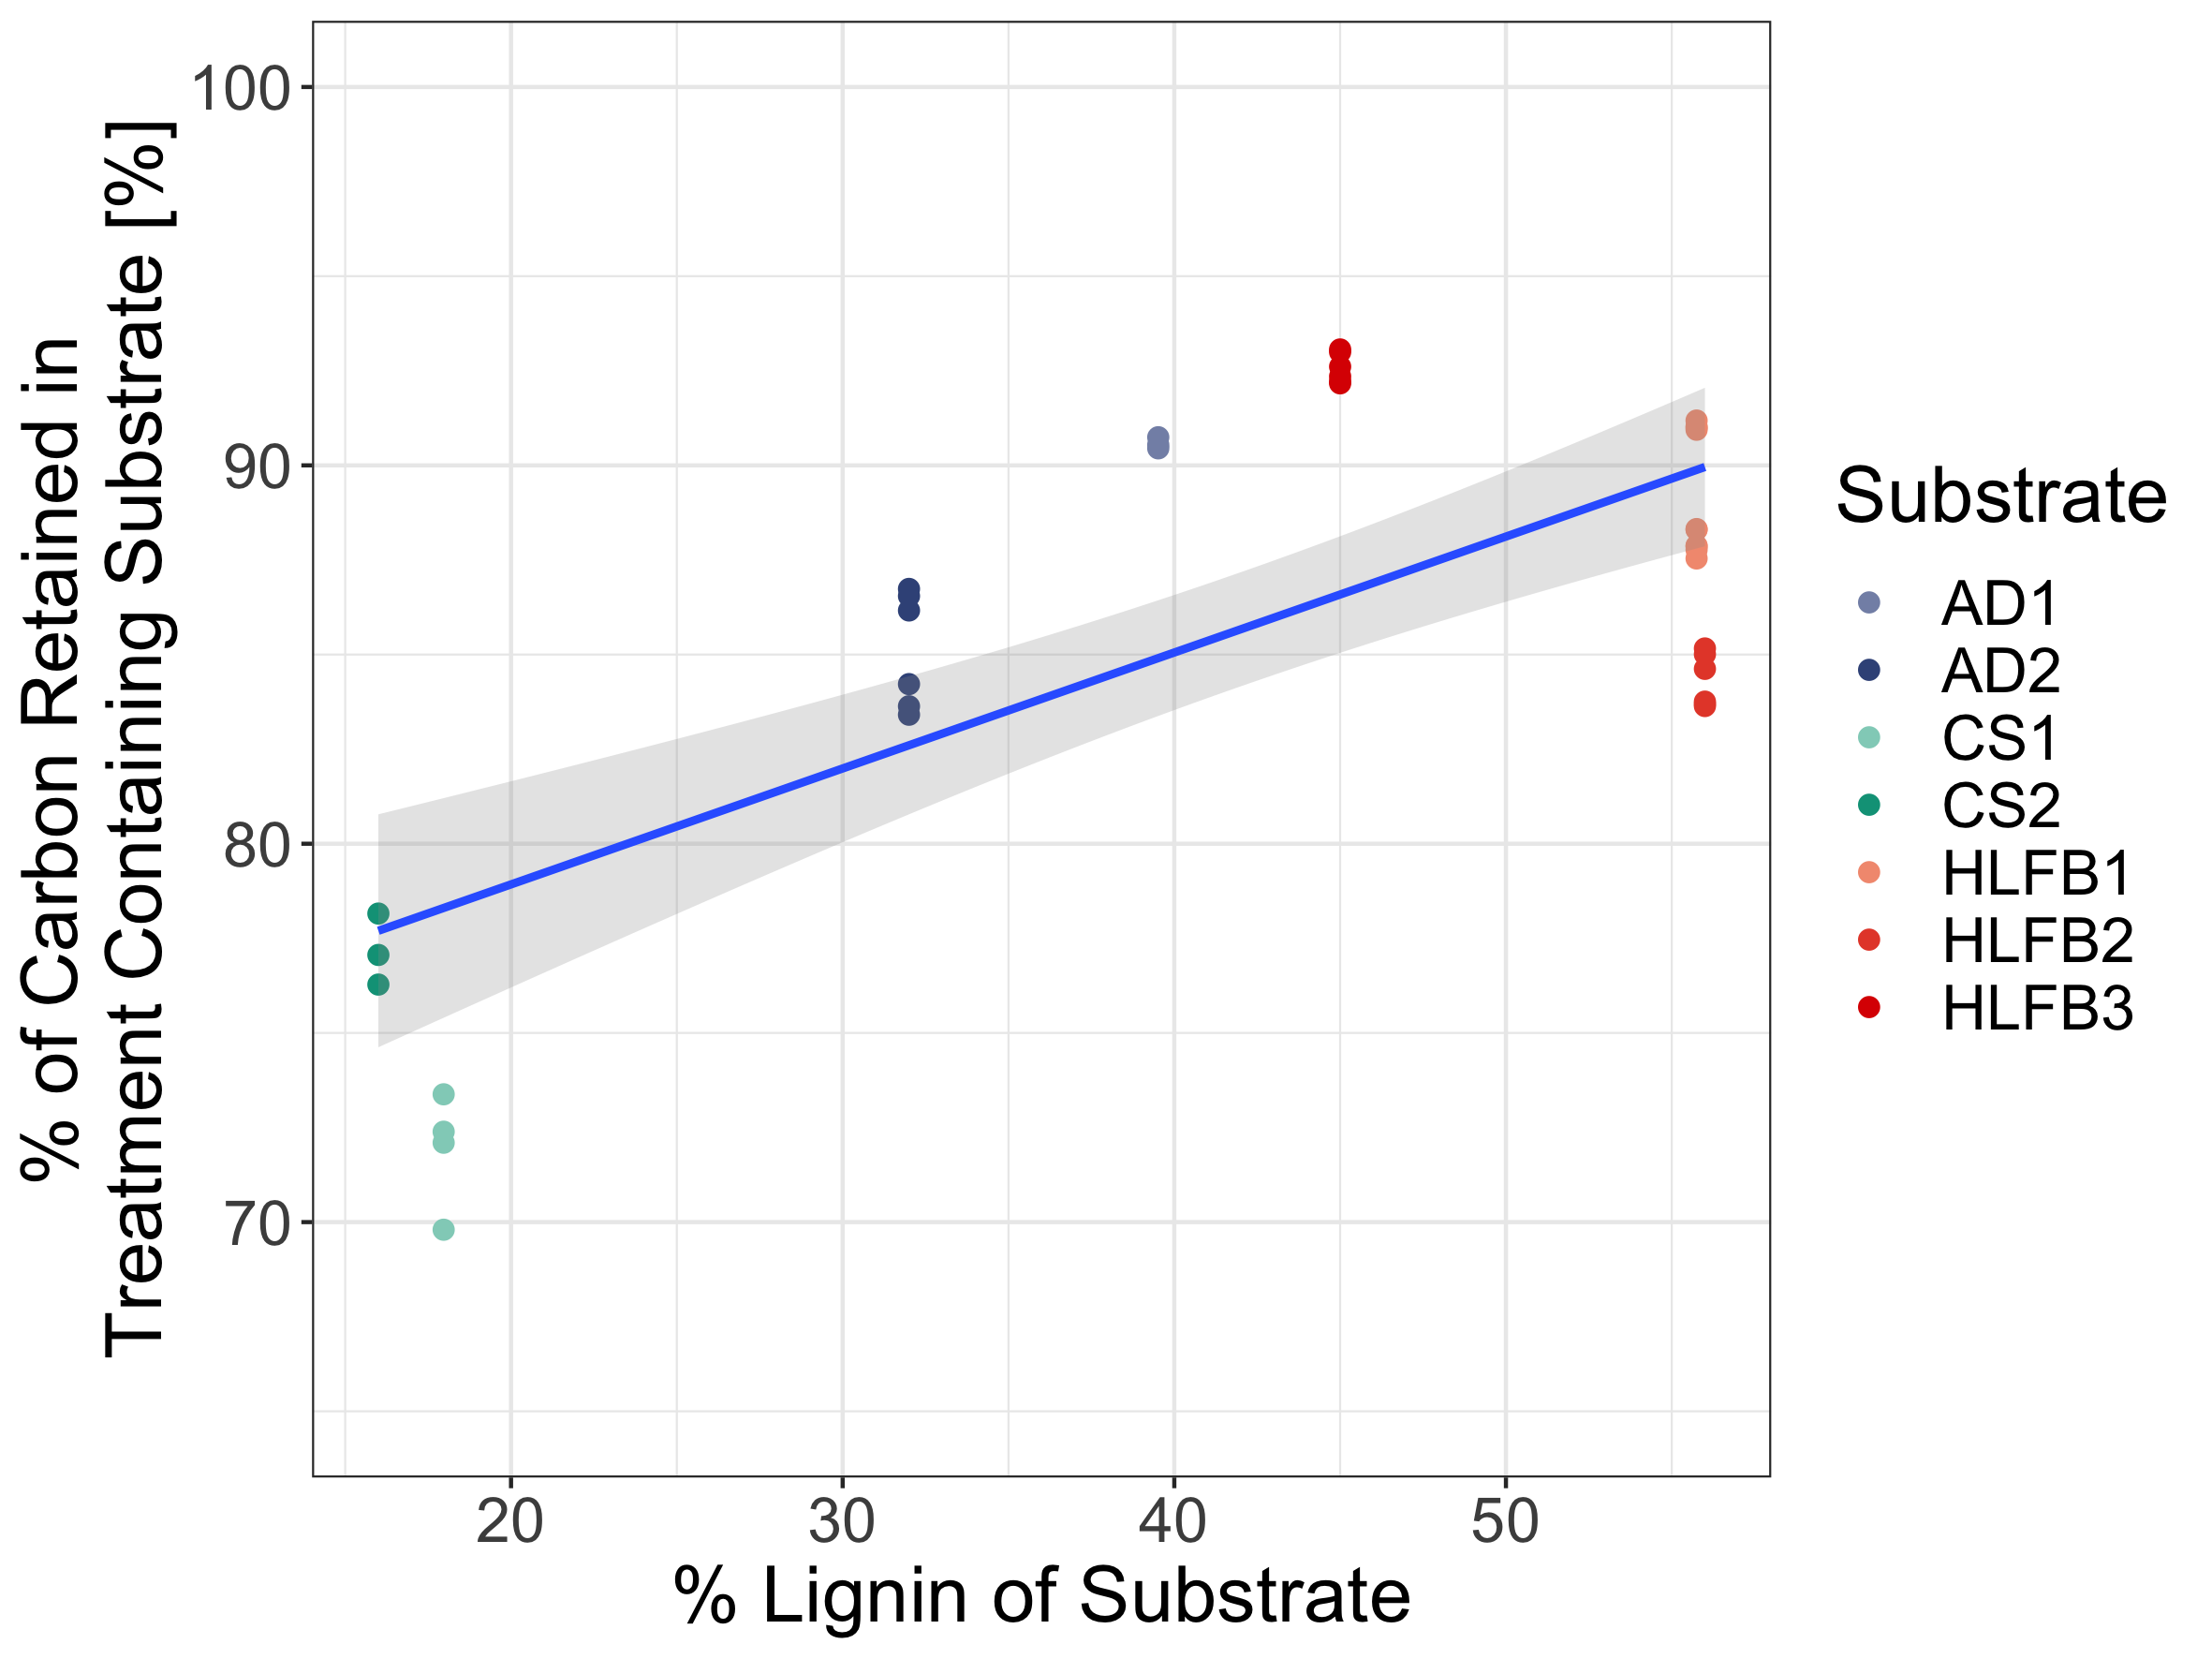 % of Carbon Retained in
Treatment Containing Substrate [%]
100
90
80
70
20
30
40
50
% Lignin of Substrate
Substrate
AD1
AD2
CS1
CS2
HLFB1
HLFB2
HLFB3